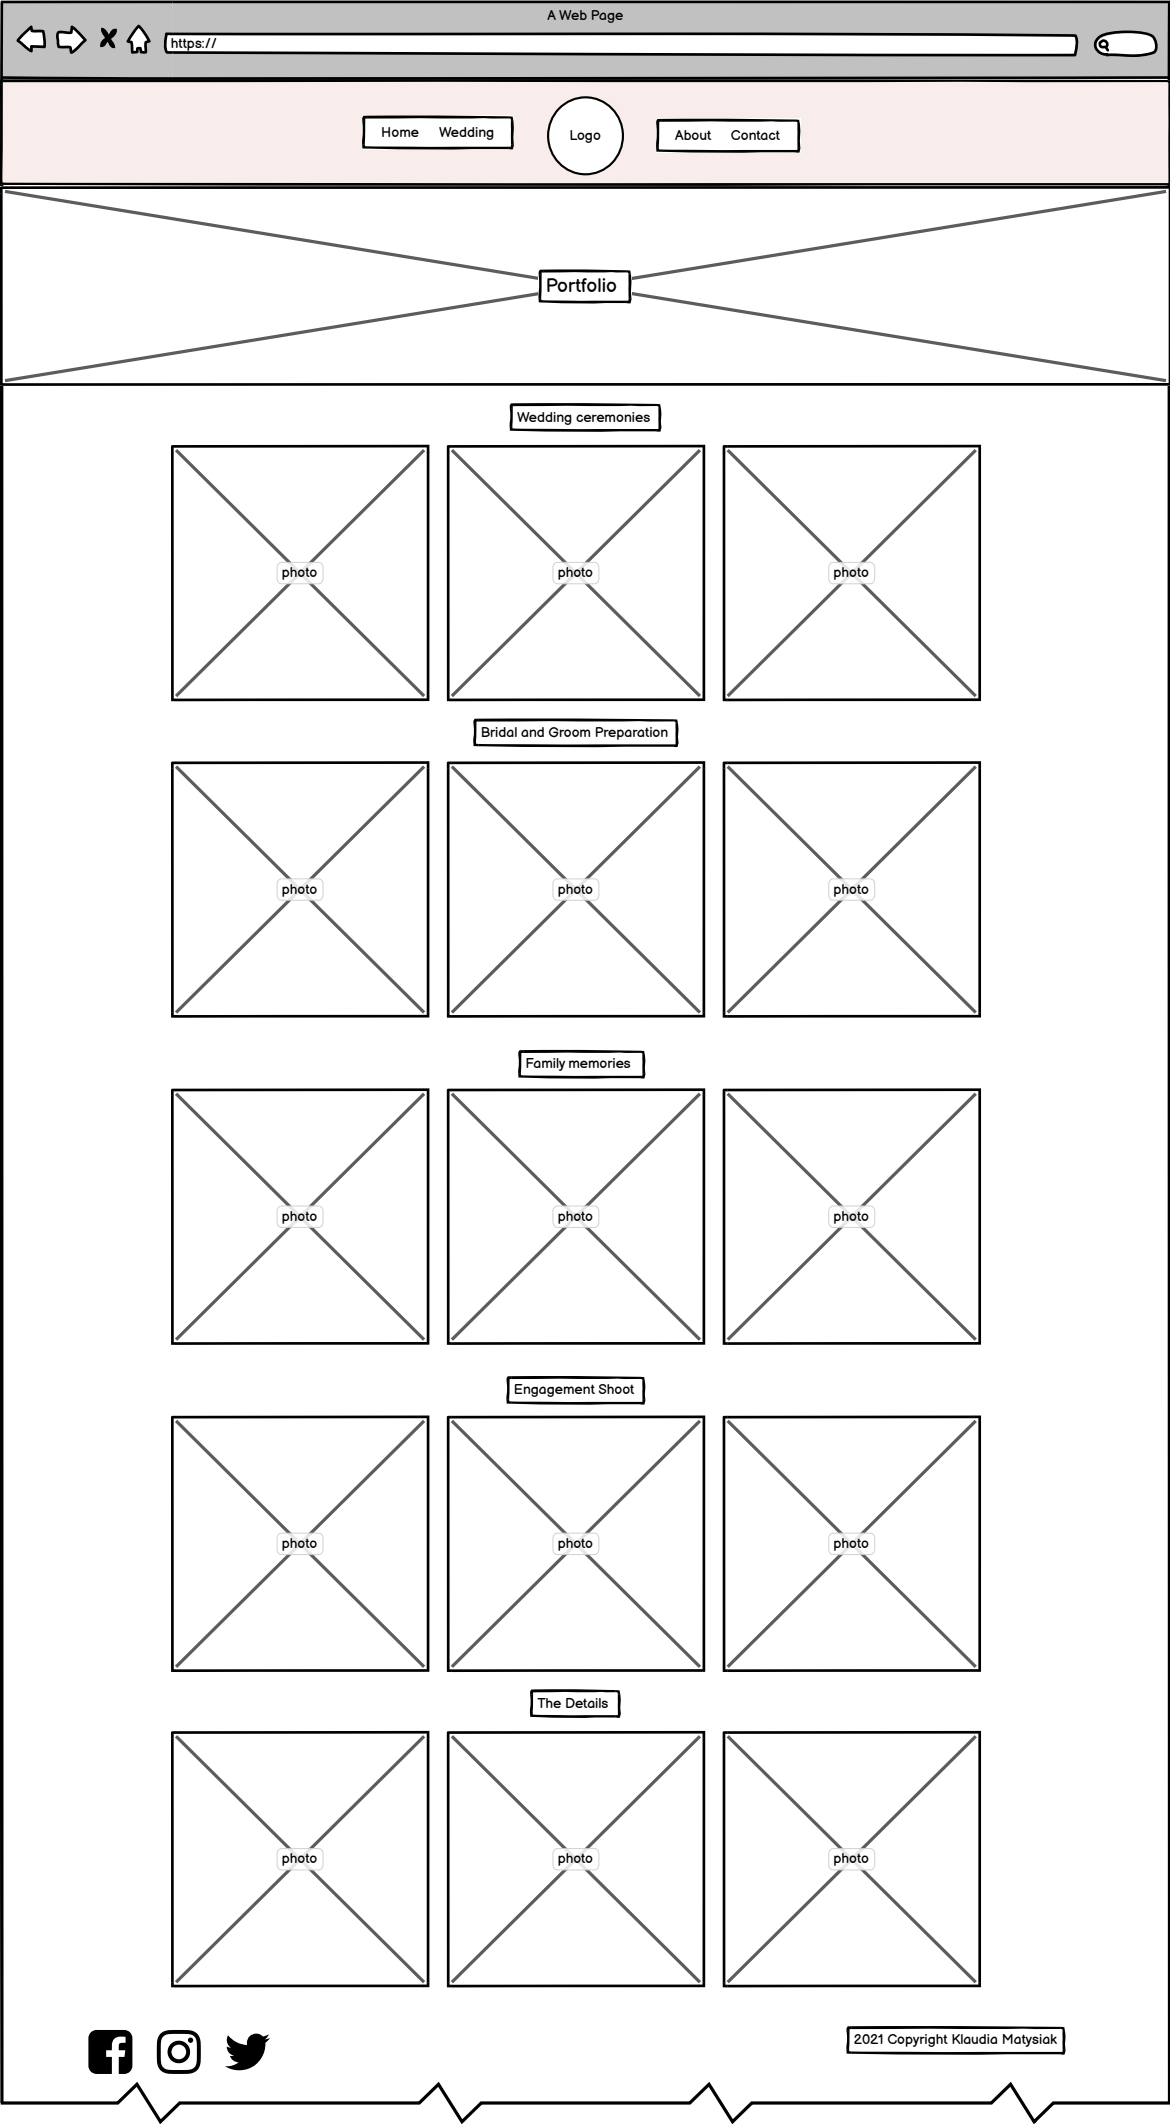 A Web Page
https://
Home Wedding Logo About Contact
Portfolio
Wedding ceremonies
photo photo photo
Bridal and Groom Preparation
photo photo photo
Family memories
photo photo photo
Engagement Shoot
photo photo photo
The Details
photo photo photo
2021 Copyright Klaudia Matysiak